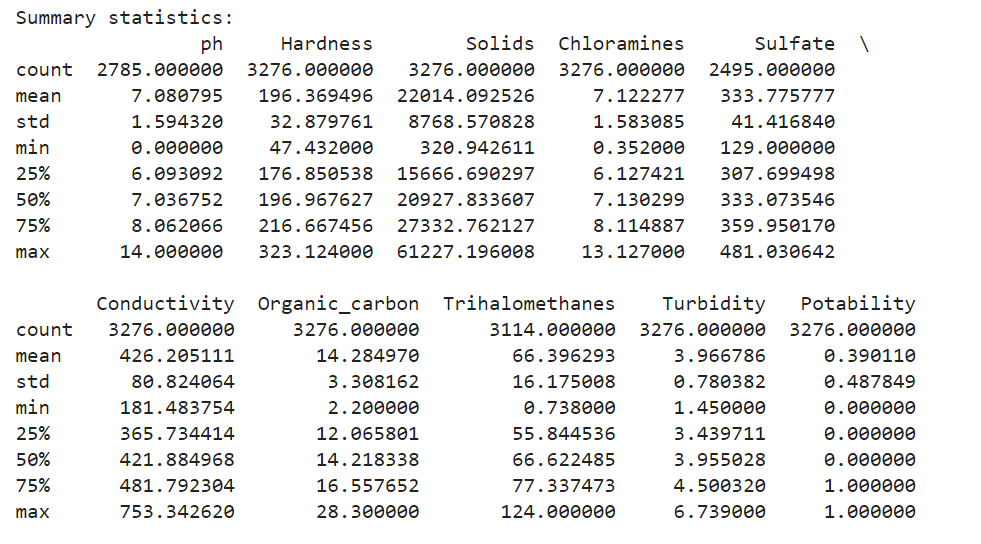 Summary statistics:
ph Hardness Solids Chloramines Sulfate \
count 2785.000000 3276.000000 3276.000000 3276.000000 2495.000000
mean 7.080795 196.369496 22014.092526 7.122277 333.775777
std 1.594320 32.879761 8768.570828 1.583085 41.416840
min 0.000000 47.432000 320.942611 0.352000 129.000000
25% 6.093092 176.850538 15666.690297 6.127421 307.699498
50% 7.036752 196.967627 20927.833607 7.130299 333.073546
75% 8.062066 216.667456 27332.762127 8.114887 359.950170
max 14.000000 323.124000 61227.196008 13.127000 481.030642
Conductivity Organic_carbon Trihalomethanes Turbidity Potability
count 3276.000000 3276.000000 3114.000000 3276.000000 3276.000000
mean 426.205111 14.284970 66.396293 3.966786 0.390110
std 80.824064 3.308162 16.175008 0.780382 0.487849
min 181.483754 2.200000 0.738000 1.450000 0.000000
25% 365.734414 12.065801 55.844536 3.439711 0.000000
50% 421.884968 14.218338 66.622485 3.955028 0.000000
75% 481.792304 16.557652 77.337473 4.500320 1.000000
max 753.342620 28.300000 124.000000 6.739000 1.000000